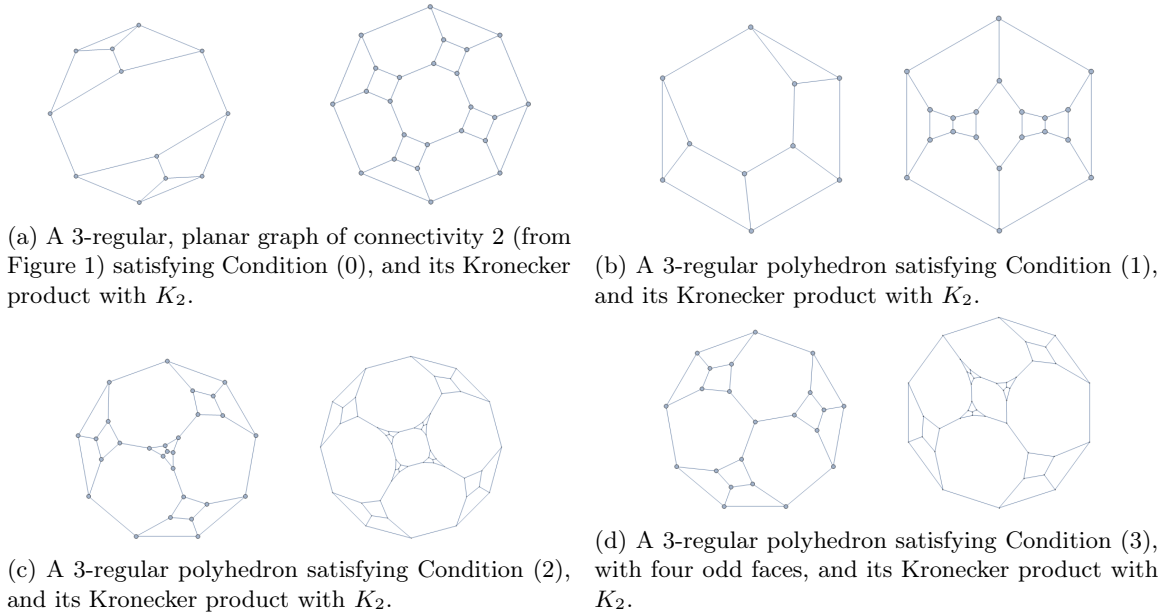 (a) A 3-regular, planar graph of connectivity 2 (from
Figure 1) satisfying Condition (0), and its Kronecker
product with K₂.
(b) A 3-regular polyhedron satisfying Condition (1),
and its Kronecker product with K₂.
(c) A 3-regular polyhedron satisfying Condition (2),
and its Kronecker product with K₂.
(d) A 3-regular polyhedron satisfying Condition (3),
with four odd faces, and its Kronecker product with
K₂.